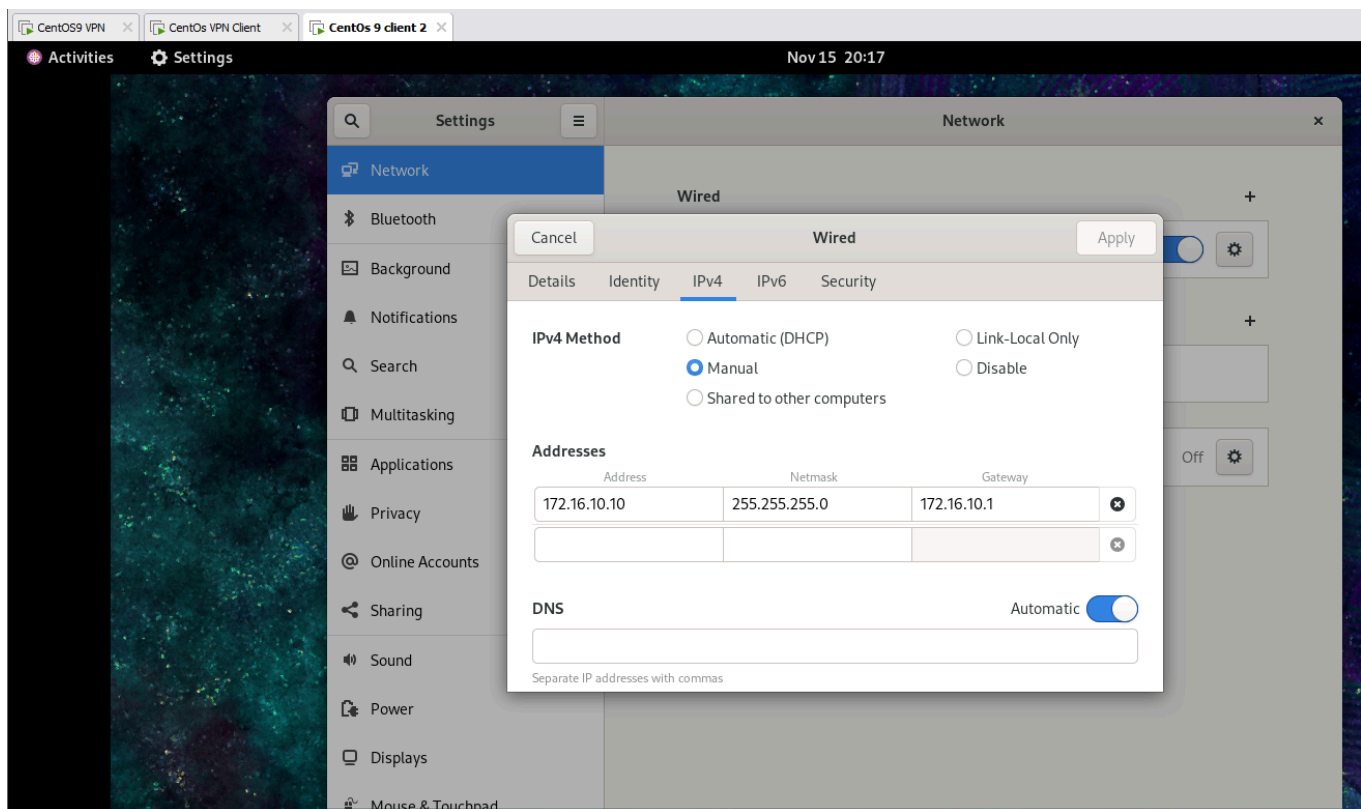 CentOS9 VPN
CentOs VPN Client
CentOs 9 client 2
Activities
Settings
Nov 15 20:17
Settings
Network
Network
Bluetooth
Background
Notifications
Search
Multitasking
Applications
Privacy
Online Accounts
Sharing
Sound
Power
Displays
Mouse & Touchpad
Wired
Off
Cancel
Wired
Apply
Details
Identity
IPv4
IPv6
Security
IPv4 Method
Automatic (DHCP)
Link-Local Only
Manual
Disable
Shared to other computers
Addresses
Address
Netmask
Gateway
172.16.10.10
255.255.255.0
172.16.10.1
DNS
Automatic
Separate IP addresses with commas